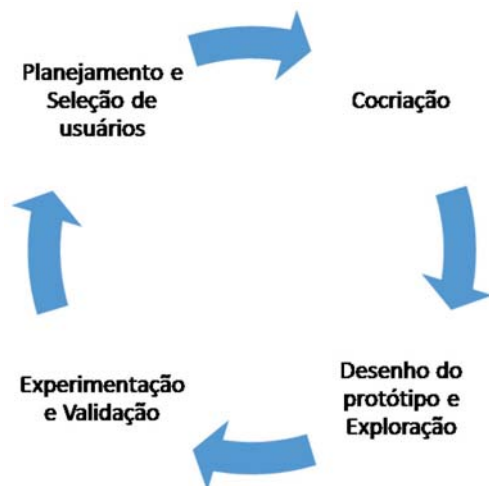 Planejamento e
Seleção de
usuários
Cocriação
Desenho do
protótipo e
Exploração
Experimentação
e Validação